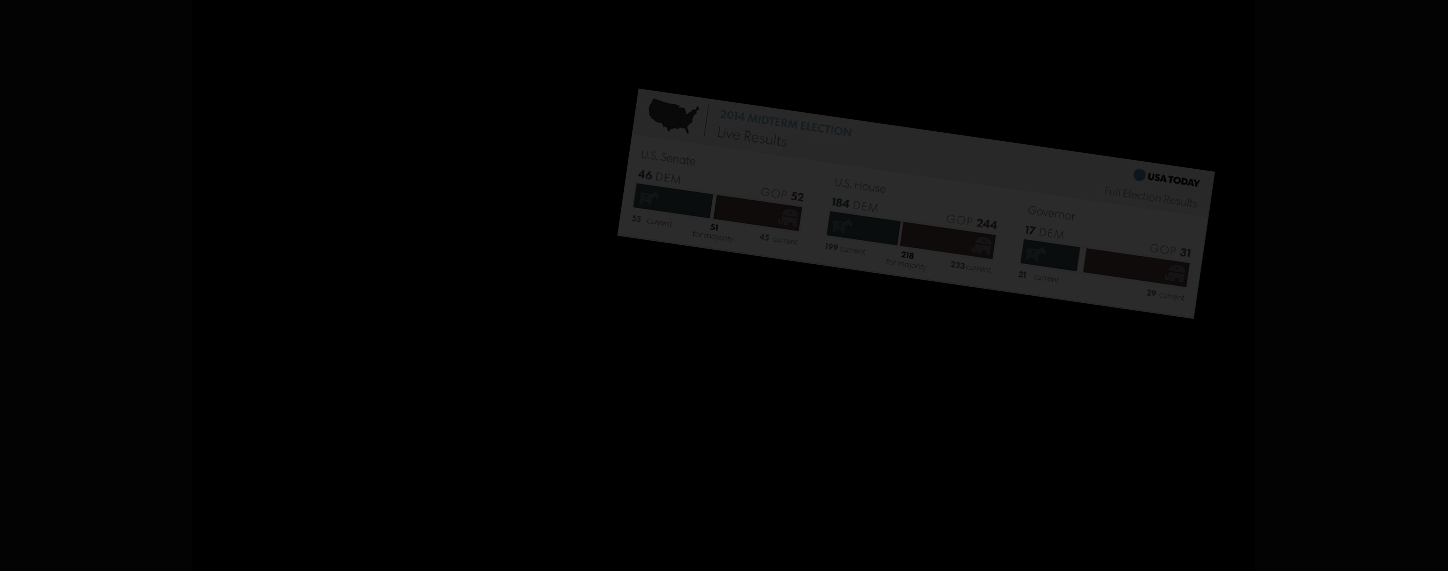 2014 MIDTERM ELECTION
Live Results
USA TODAY
Full Election Results
U.S. Senate
46 DEM
GOP 52
53 current
51
for majority
45 current
U.S. House
184 DEM
GOP 244
199 current
218
for majority
233 current
Governor
17 DEM
GOP 31
21 current
29 current